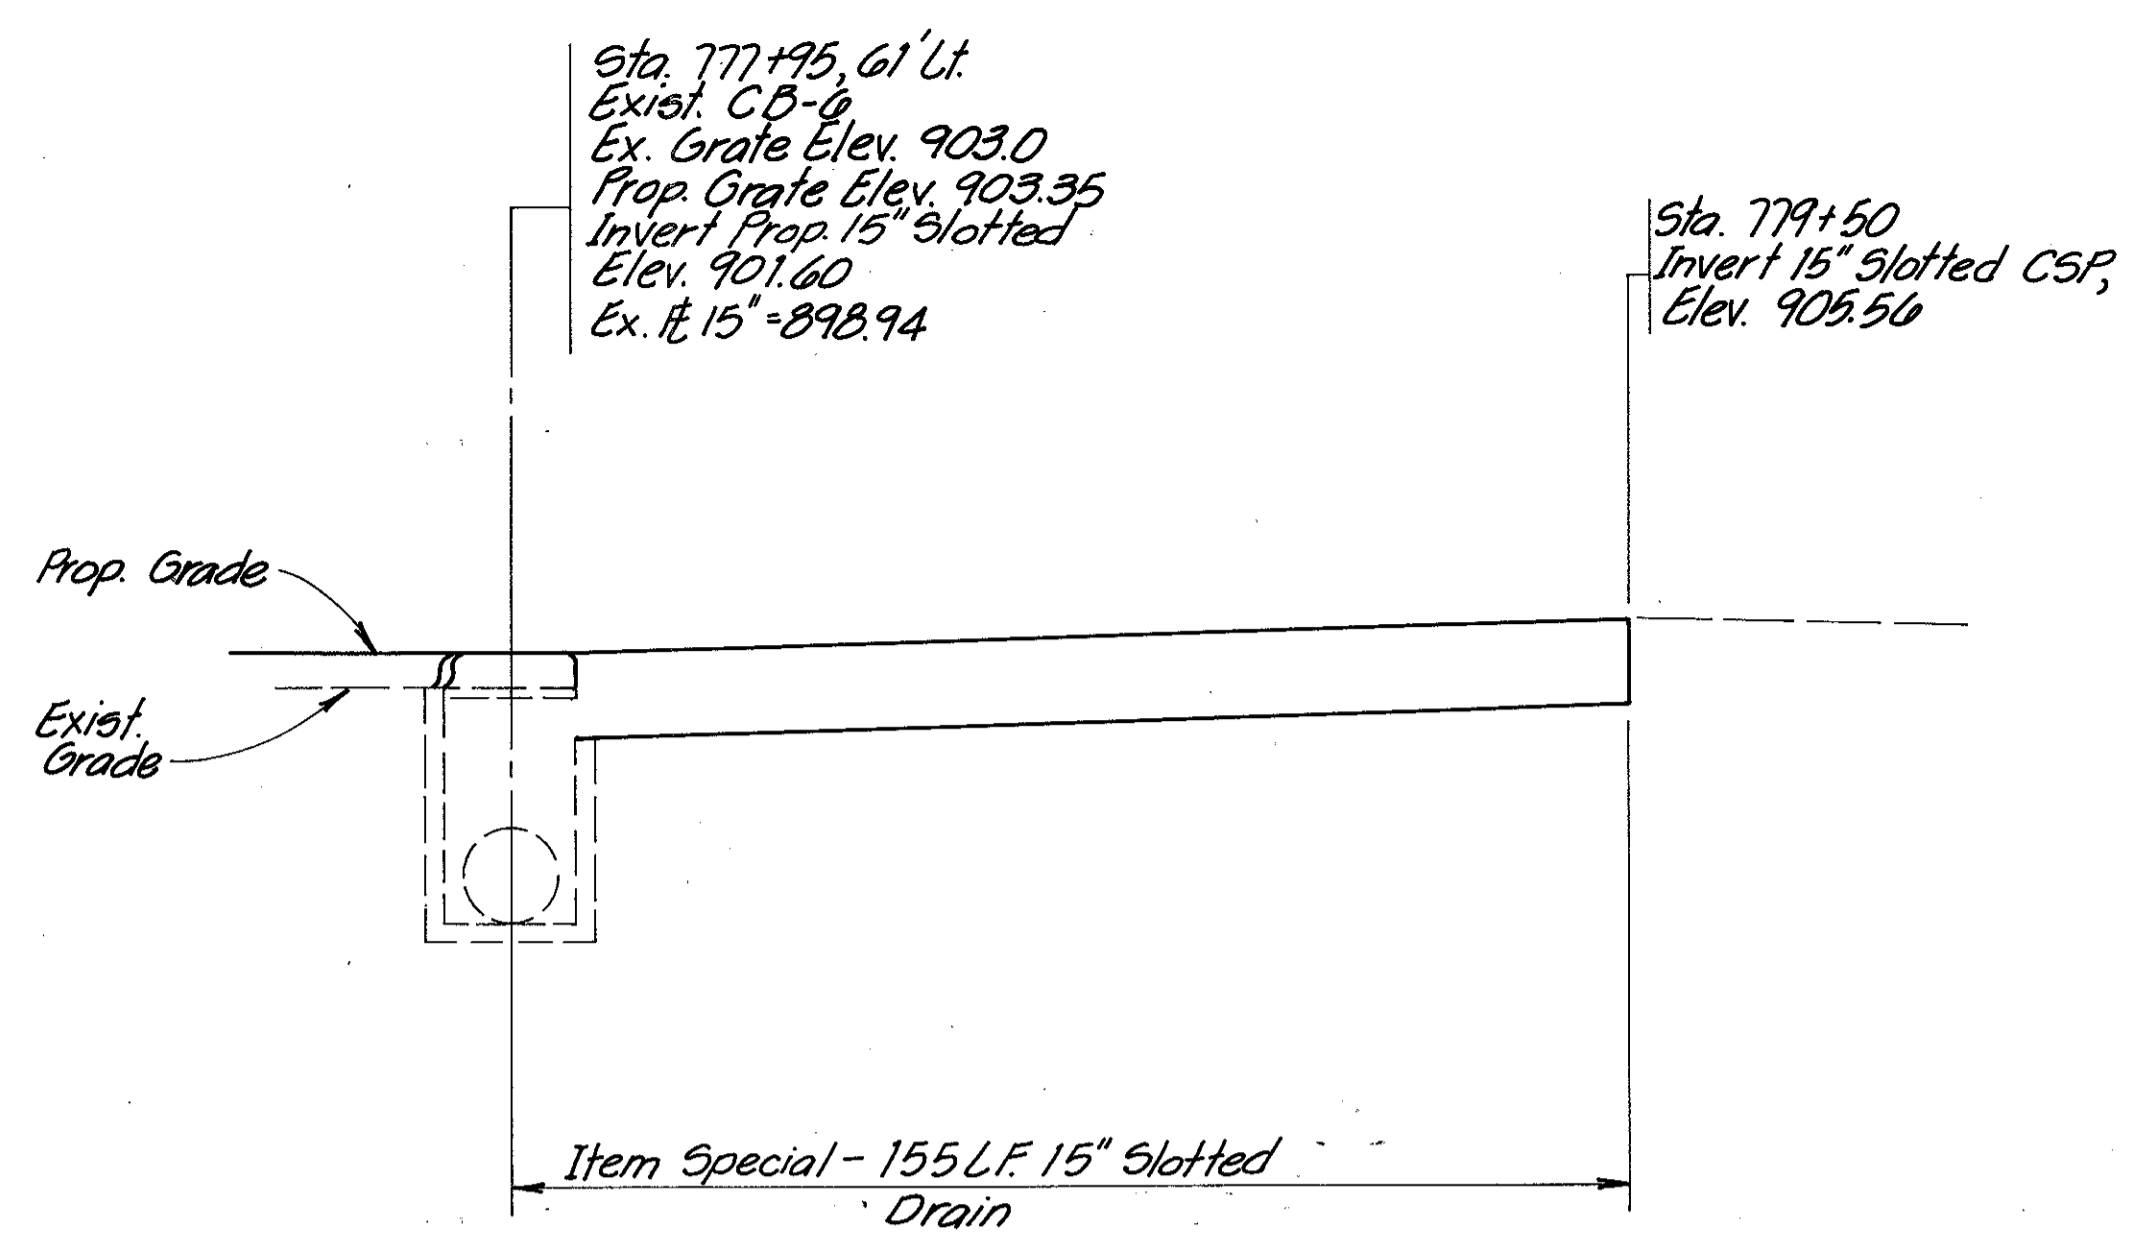 Sta. 777+95, 61' Lt.
Exist. CB-6
Ex. Grate Elev. 903.0
Prop. Grate Elev. 903.35
Invert Prop. 15" Slotted
Elev. 901.60
Ex. 15" = 898.94
Sta. 779+50
Invert 15" Slotted CSP,
Elev. 905.56
Prop. Grade
Exist.
Grade
Item Special - 155 L.F. 15" Slotted
Drain